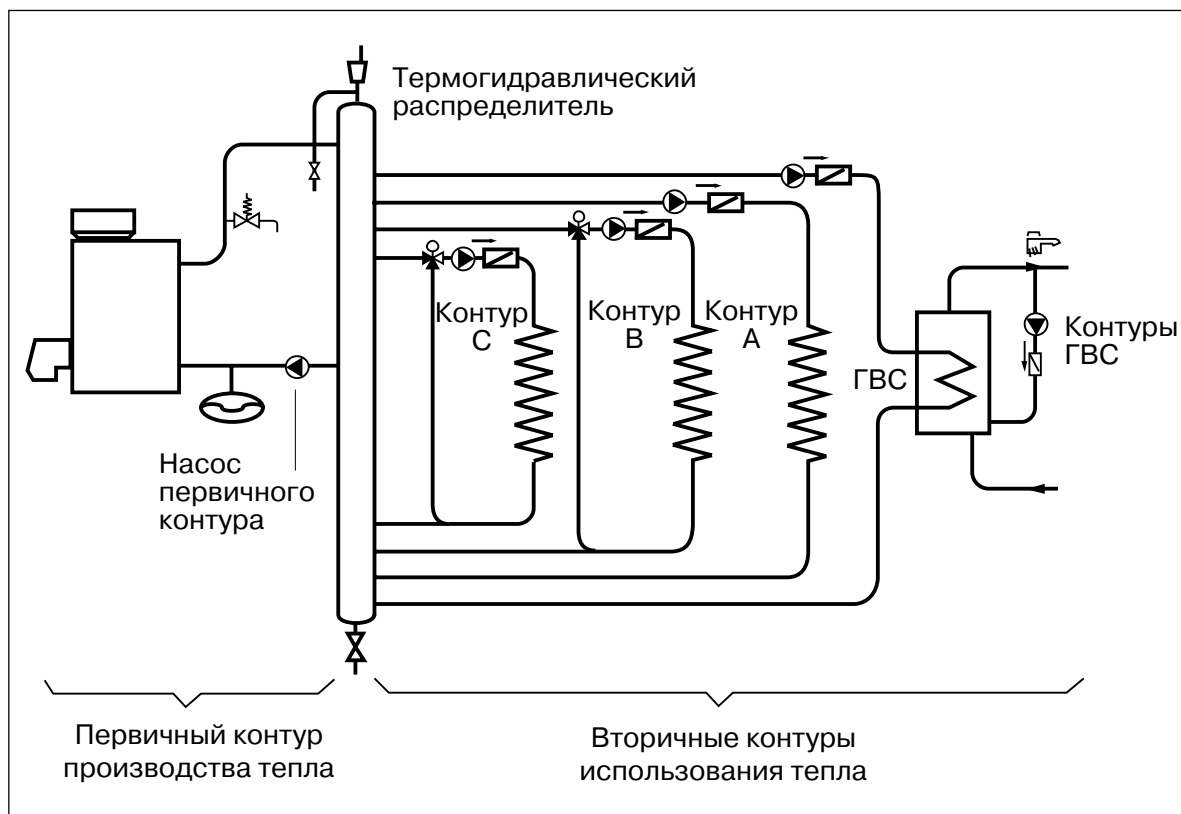 Термогидравлический
распределитель
Контур
С
Контур
В
Контур
А
ГВС
Контуры
ГВС
Насос
первичного
контура
Первичный контур
производства тепла
Вторичные контуры
использования тепла